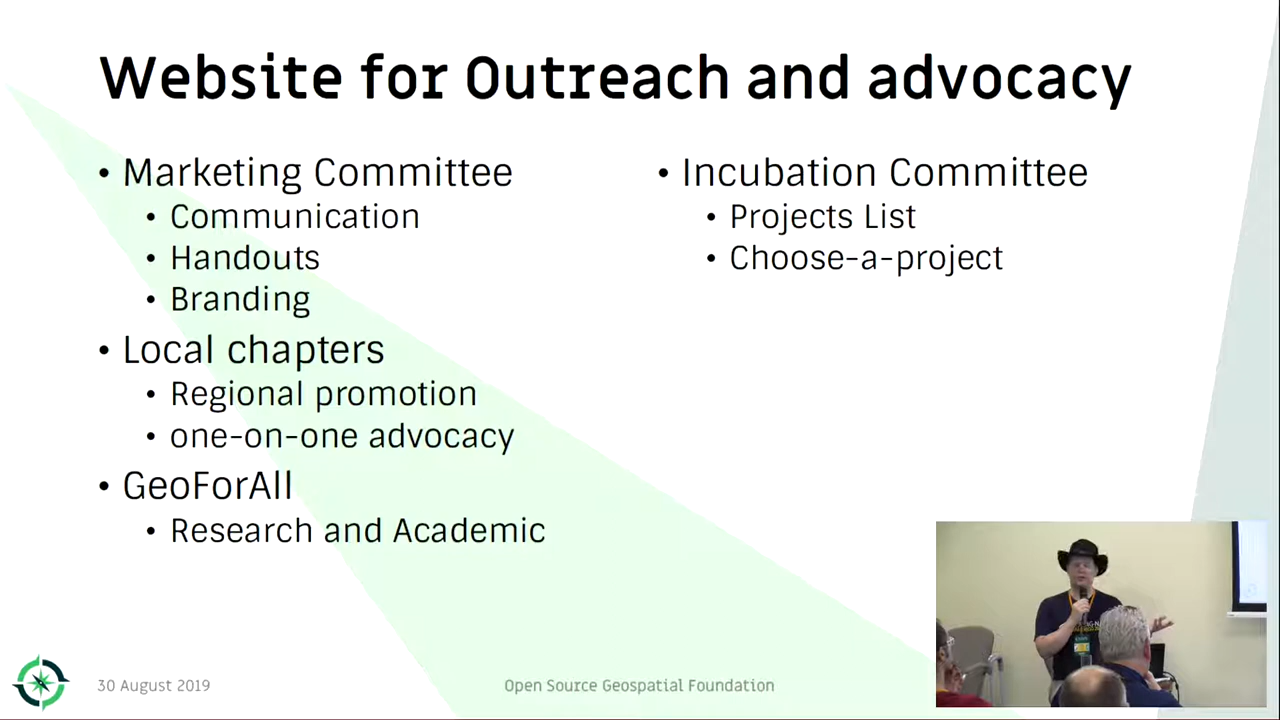 Website for Outreach and advocacy
• Marketing Committee
• Communication
• Handouts
• Branding
• Local chapters
• Regional promotion
• one-on-one advocacy
• GeoForAll
• Research and Academic
• Incubation Committee
• Projects List
• Choose-a-project
30 August 2019
Open Source Geospatial Foundation